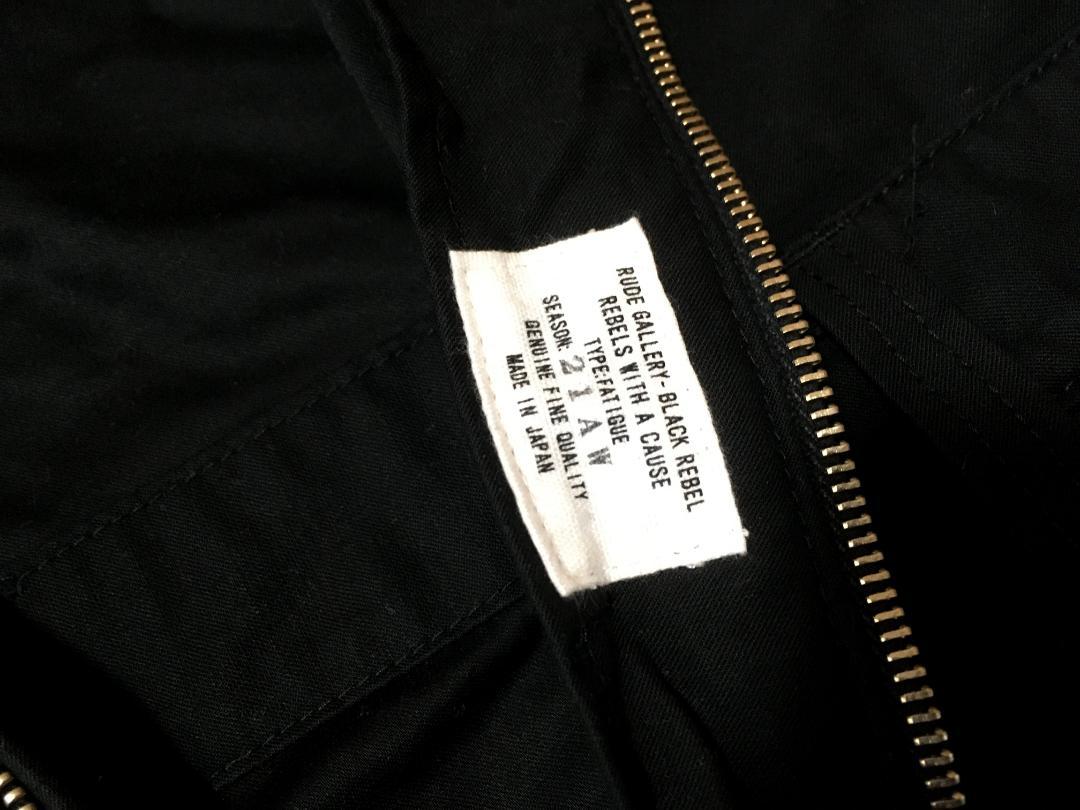 RUDE GALLERY-BLACK REBEL
REBELS WITH A CAUSE
TYPE:FATIGUE
SEASON: 21AW
GENUINE FINE QUALITY
MADE IN JAPAN